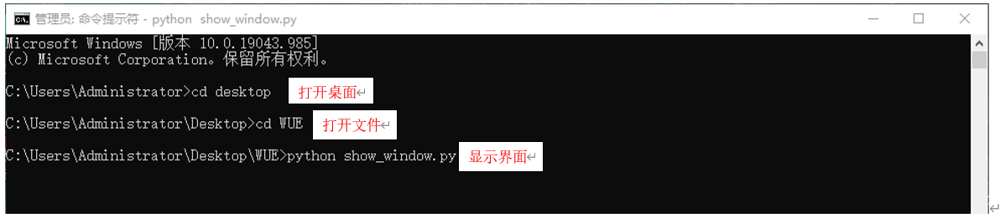 管理员: 命令提示符 - python  show_window.py
Microsoft Windows [版本 10.0.19043.985]
(c) Microsoft Corporation。保留所有权利。
C:\Users\Administrator>cd desktop 打开桌面↵
C:\Users\Administrator\Desktop>cd WUE 打开文件↵
C:\Users\Administrator\Desktop\WUE>python show_window.py 显示界面↵